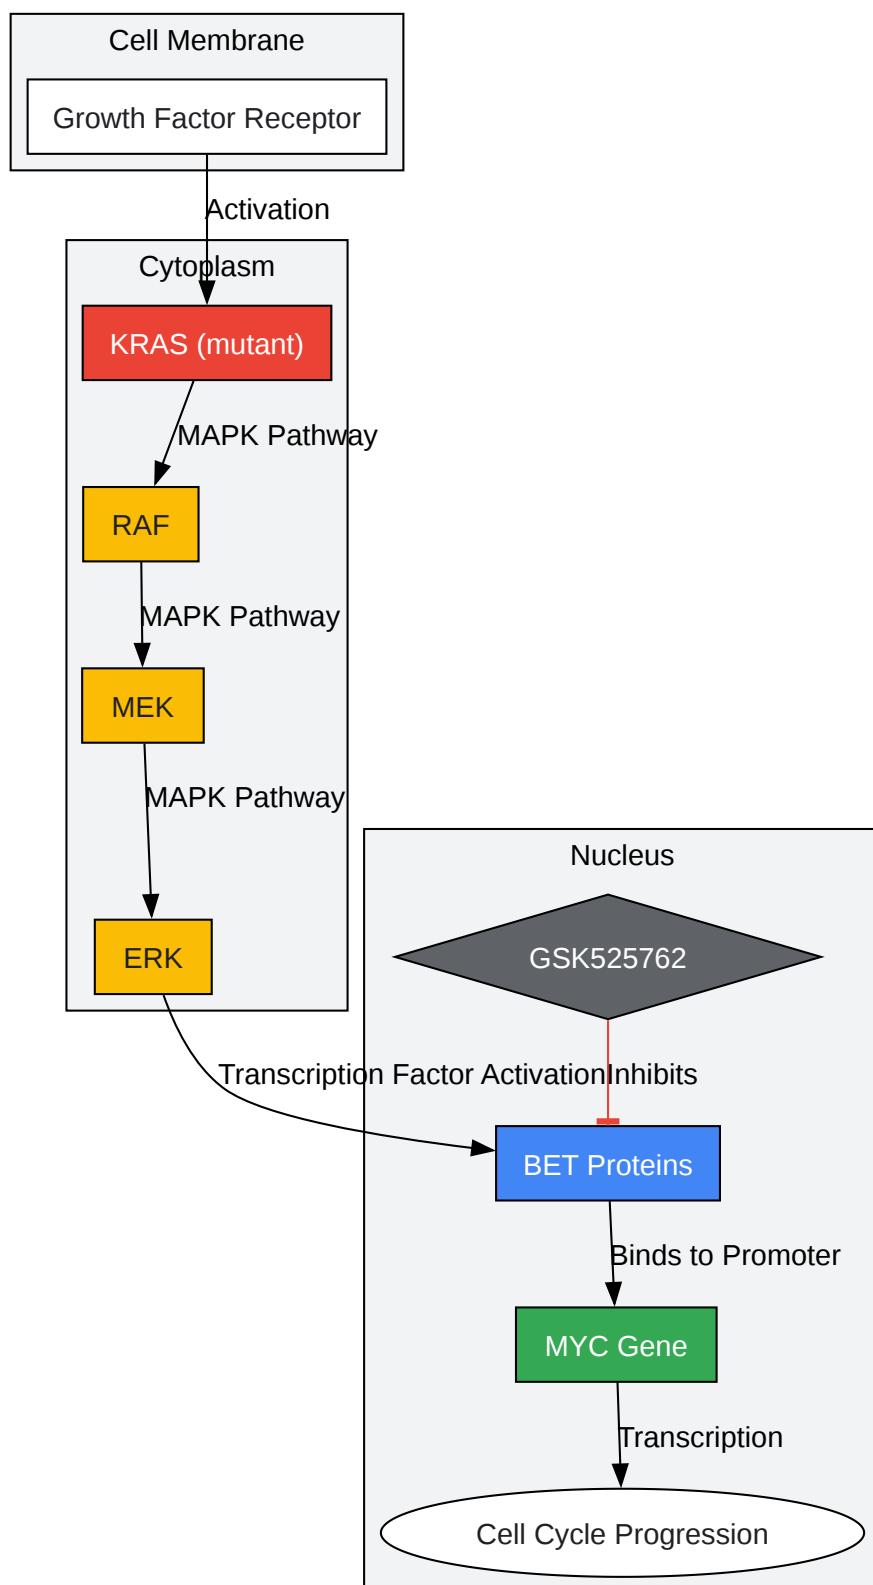 Cell Membrane
Growth Factor Receptor
Activation
Cytoplasm
KRAS (mutant)
MAPK Pathway
RAF
MAPK Pathway
MEK
MAPK Pathway
Nucleus
ERK
GSK525762
Transcription Factor Activation
Inhibits
BET Proteins
Binds to Promoter
MYC Gene
Transcription
Cell Cycle Progression